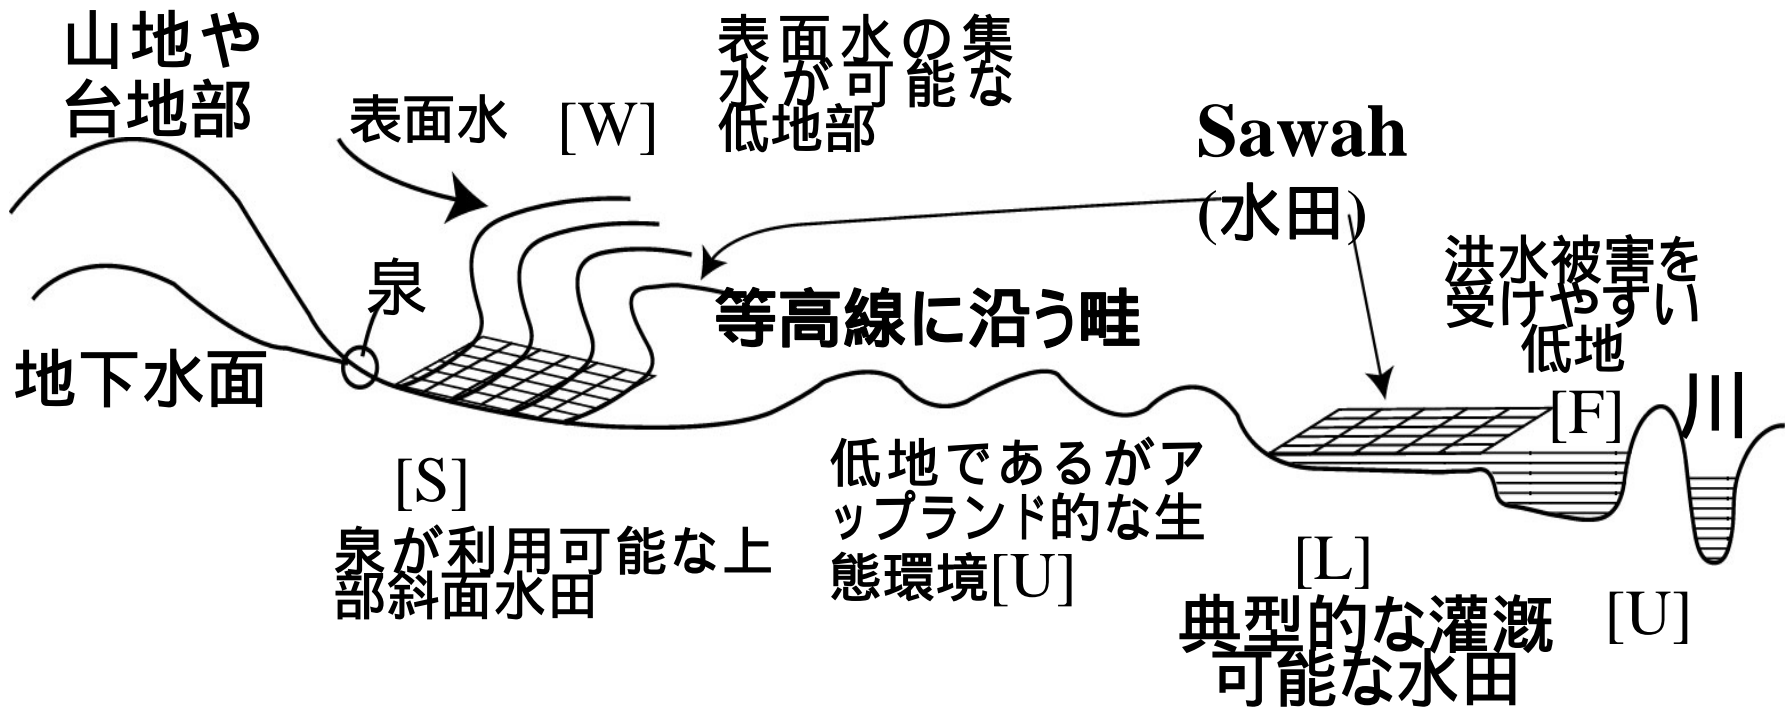 山地や
台地部
表面水
[W]
表面水の集
水が可能な
低地部
Sawah
(水田)
泉
地下水面
等高線に沿う畦
洪水被害を
受けやすい
低地
[F]
川
[S]
泉が利用可能な上
部斜面水田
低地であるがア
ップランド的な生
態環境[U]
[L]
典型的な灌漑
可能な水田
[U]